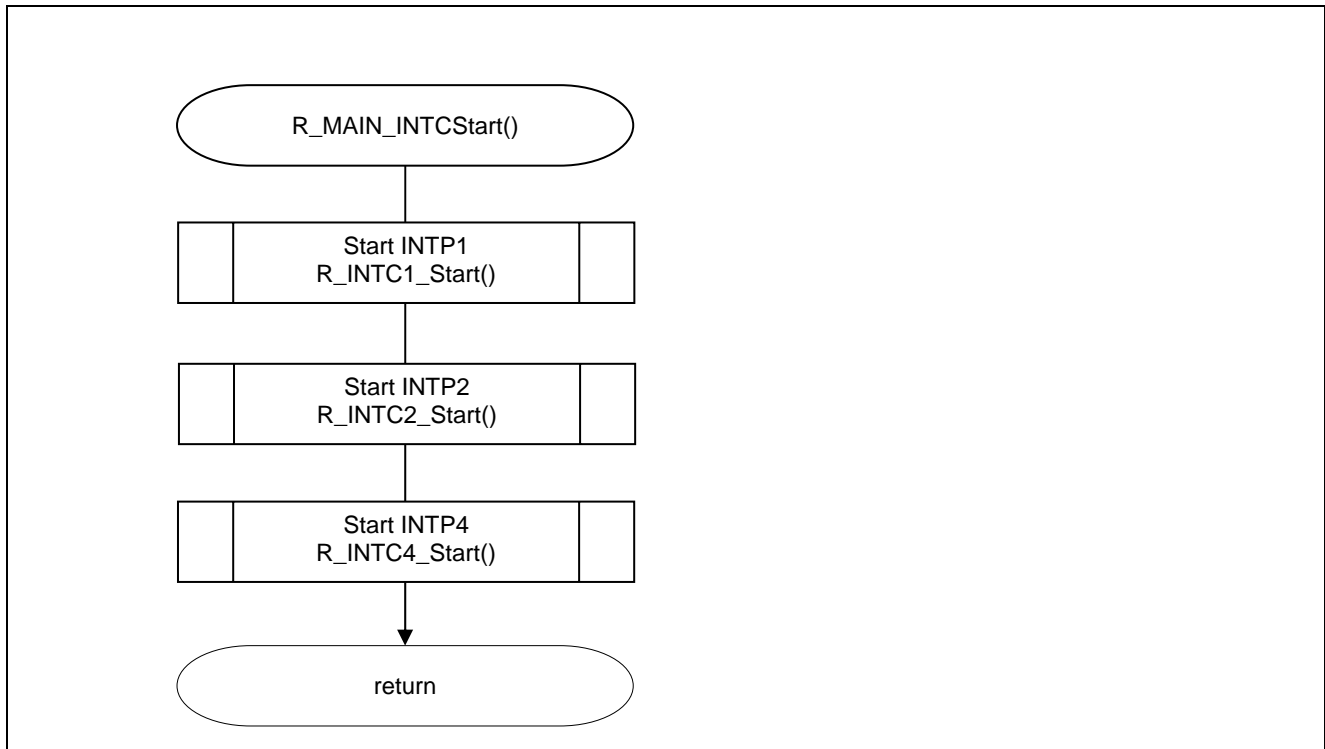 R_MAIN_INTCStart()
Start INTP1
R_INTC1_Start()
Start INTP2
R_INTC2_Start()
Start INTP4
R_INTC4_Start()
return